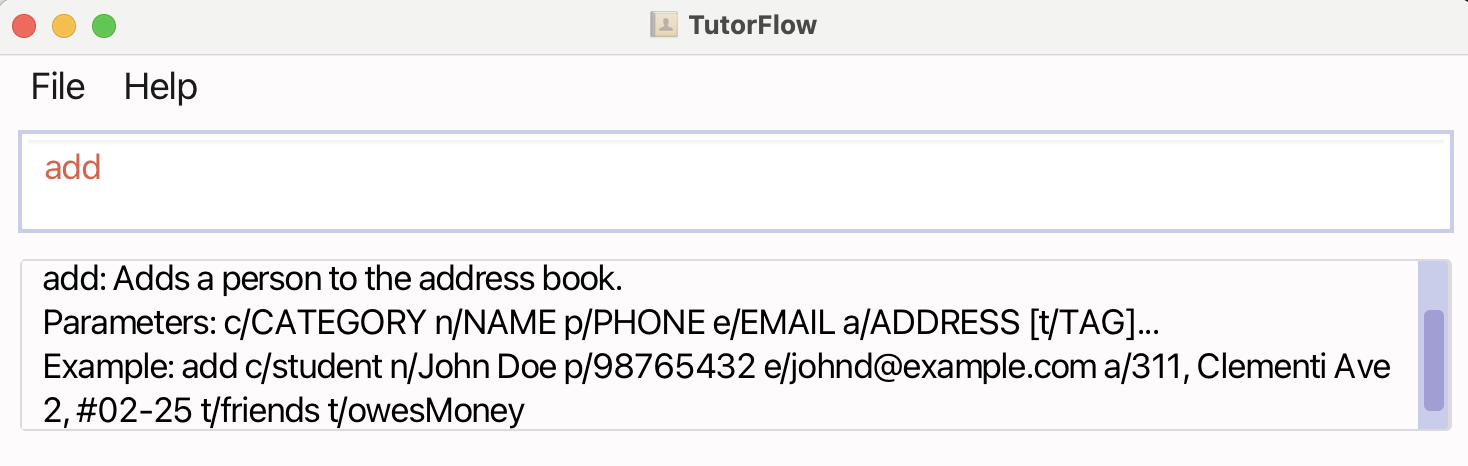 TutorFlow
File Help
add
add: Adds a person to the address book.
Parameters: c/CATEGORY n/NAME p/PHONE e/EMAIL a/ADDRESS [t/TAG]...
Example: add c/student n/John Doe p/98765432 e/johnd@example.com a/311, Clementi Ave
2, #02-25 t/friends t/owesMoney